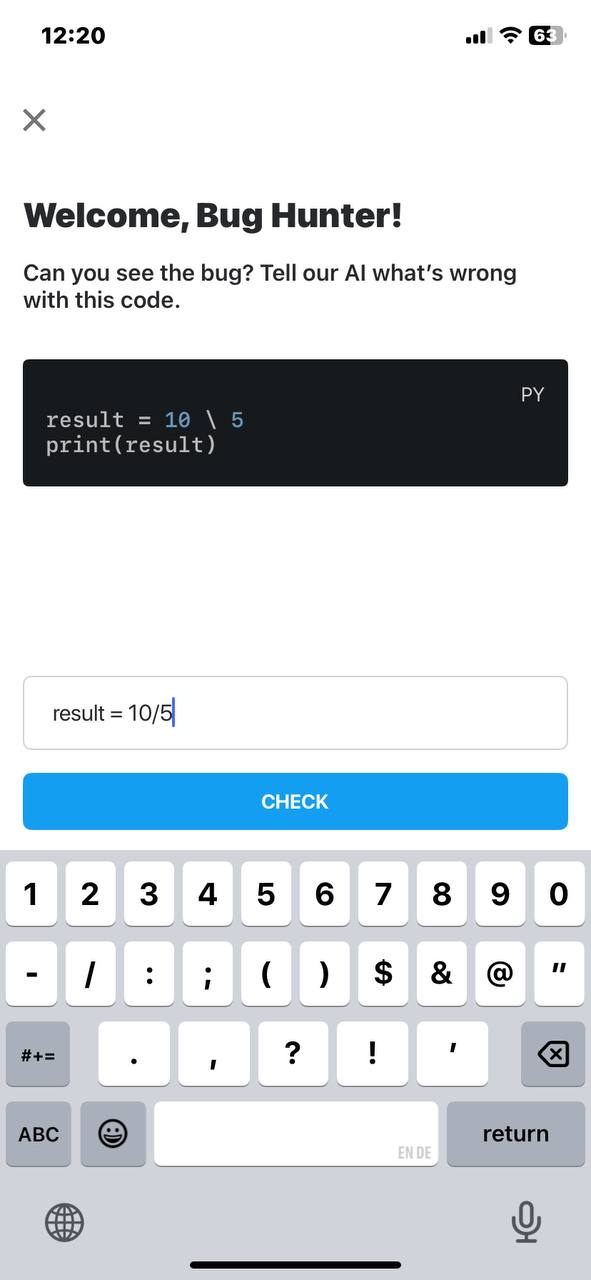 12:20
63
Welcome, Bug Hunter!
Can you see the bug? Tell our AI what's wrong
with this code.
PY
result = 10 \ 5
print(result)
result = 10/5
CHECK
1 2 3 4 5 6 7 8 9 0
- / : ; ( ) $ & @ "
#+= . , ? ! '
ABC EN DE return